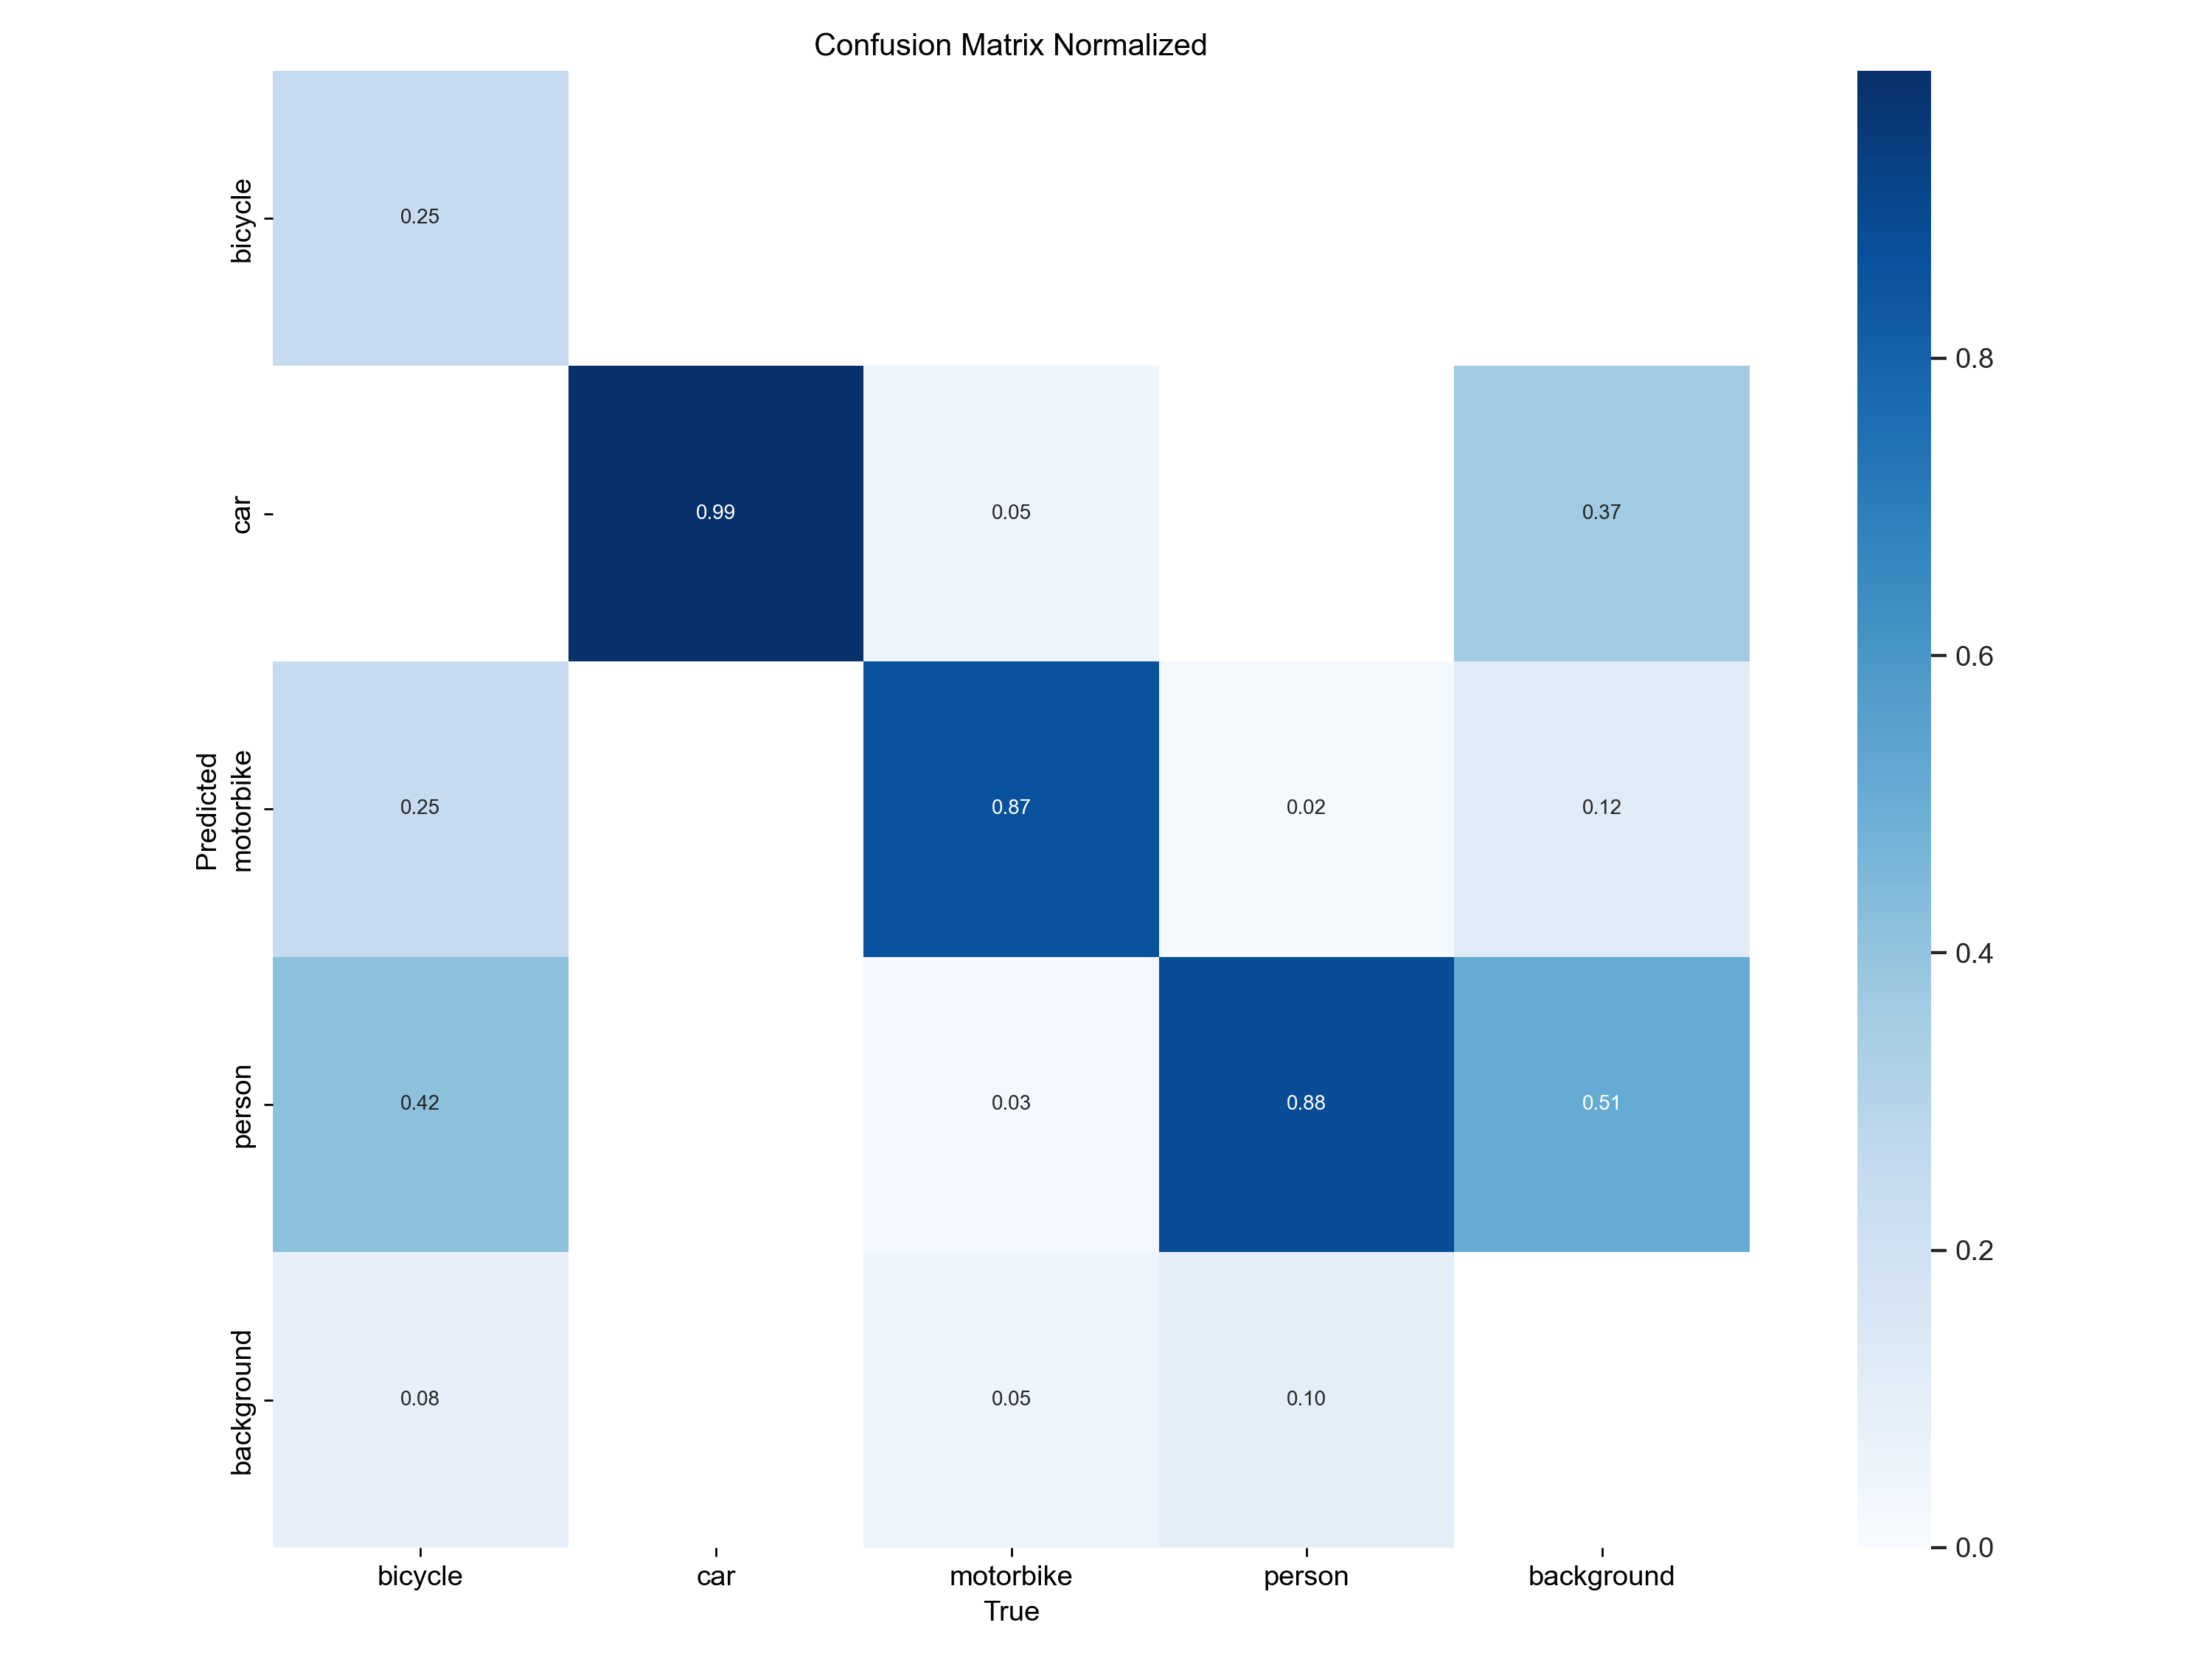 Confusion Matrix Normalized
bicycle
0.25
car
0.99
0.05
0.37
0.8
0.6
Predicted
motorbike
0.25
0.87
0.02
0.12
0.4
person
0.42
0.03
0.88
0.51
0.2
background
0.08
0.05
0.10
0.0
bicycle
car
motorbike
person
background
True